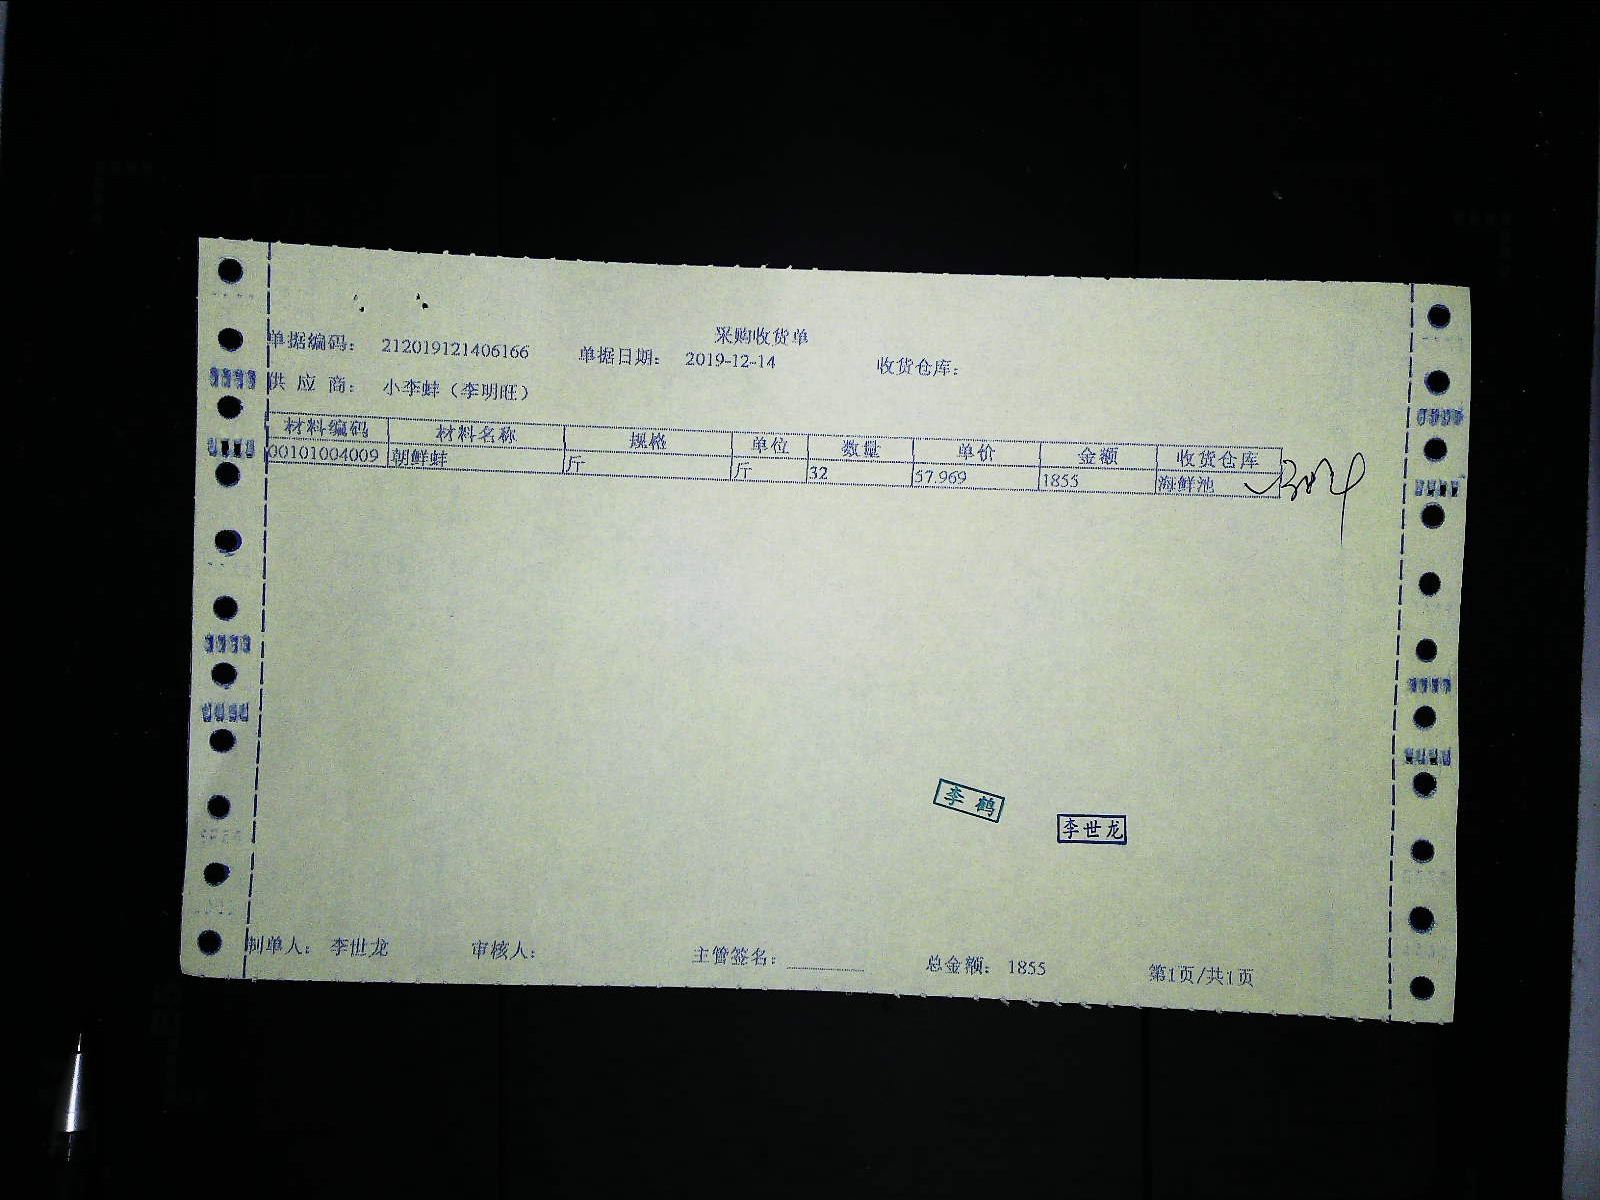 采购收货单
单据编码： 212019121406166 单据日期： 2019-12-14 收货仓库：
供 应 商： 小李蚌（李明旺）
材料编码 材料名称 规格 单位 数量 单价 金额 收货仓库
00101004009 朝鲜蚌 斤 斤 32 57.969 1855 海鲜池
李 鹤
李世龙
制单人： 李世龙 审核人： 主管签名： 总金额： 1855 第1页/共1页